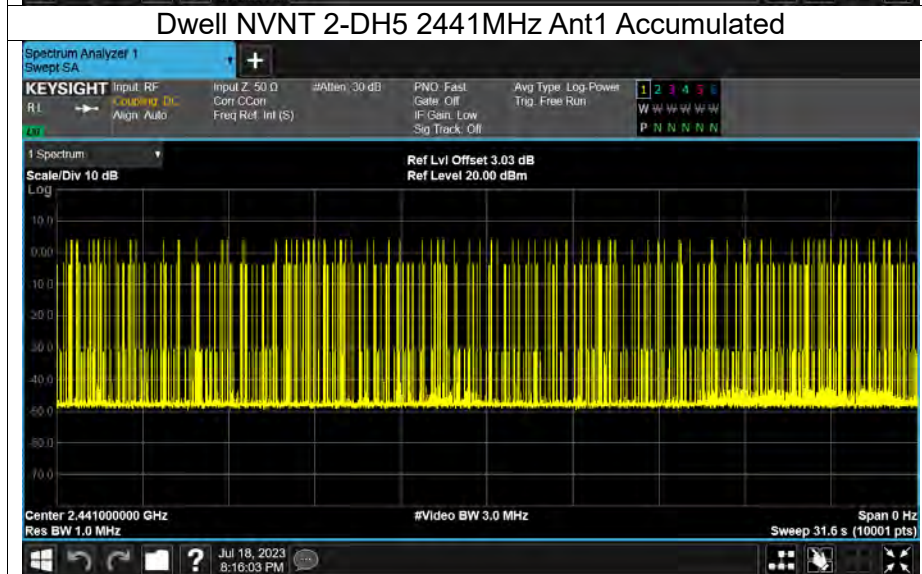 Dwell NVNT 2-DH5 2441MHz Ant1 Accumulated
Spectrum Analyzer 1
Swept SA
+
KEYSIGHT
RL
Input: RF
Coupling: DC
Align: Auto
Input Z: 50 Ω
Corr CCorr
Freq Ref: Int (S)
#Atten: 30 dB
PNO: Fast
Gate: Off
IF Gain: Low
Sig Track: Off
Avg Type: Log-Power
Trig: Free Run
1 2 3 4 5 6
W W W W W W
P N N N N N
1 Spectrum
Scale/Div 10 dB
Log
Ref Lvl Offset 3.03 dB
Ref Level 20.00 dBm
10.0
0.00
-10.0
-20.0
-30.0
-40.0
-50.0
-60.0
-70.0
Center 2.441000000 GHz
Res BW 1.0 MHz
#Video BW 3.0 MHz
Span 0 Hz
Sweep 31.6 s (10001 pts)
?
Jul 18, 2023
8:16:03 PM